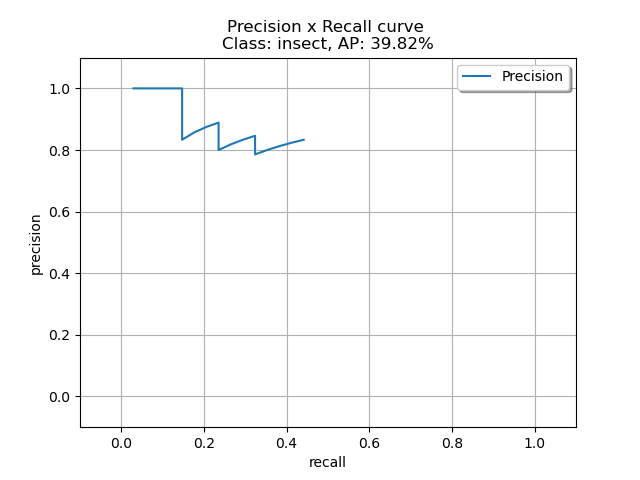 Precision x Recall curve
Class: insect, AP: 39.82%
Precision
1.0
0.8
0.6
0.4
0.2
0.0
precision
0.0 0.2 0.4 0.6 0.8 1.0
recall